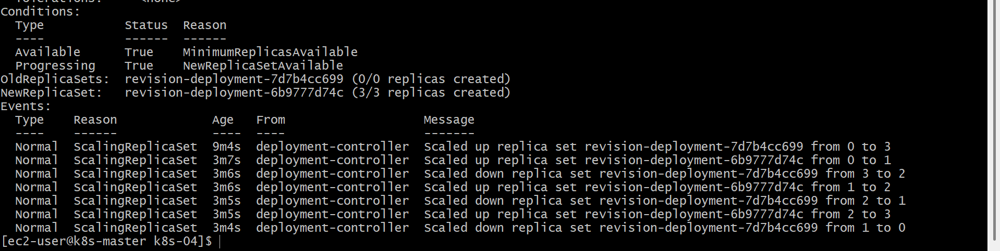 Tolerations:     <none>
Conditions:
  Type           Status  Reason
  ----           ------  ------
  Available      True    MinimumReplicasAvailable
  Progressing    True    NewReplicaSetAvailable
OldReplicaSets:  revision-deployment-7d7b4cc699 (0/0 replicas created)
NewReplicaSet:   revision-deployment-6b9777d74c (3/3 replicas created)
Events:
  Type    Reason             Age   From                   Message
  ----    ------             ----  ----                   -------
  Normal  ScalingReplicaSet  9m4s  deployment-controller  Scaled up replica set revision-deployment-7d7b4cc699 from 0 to 3
  Normal  ScalingReplicaSet  3m7s  deployment-controller  Scaled up replica set revision-deployment-6b9777d74c from 0 to 1
  Normal  ScalingReplicaSet  3m6s  deployment-controller  Scaled down replica set revision-deployment-7d7b4cc699 from 3 to 2
  Normal  ScalingReplicaSet  3m6s  deployment-controller  Scaled up replica set revision-deployment-6b9777d74c from 1 to 2
  Normal  ScalingReplicaSet  3m5s  deployment-controller  Scaled down replica set revision-deployment-7d7b4cc699 from 2 to 1
  Normal  ScalingReplicaSet  3m5s  deployment-controller  Scaled up replica set revision-deployment-6b9777d74c from 2 to 3
  Normal  ScalingReplicaSet  3m4s  deployment-controller  Scaled down replica set revision-deployment-7d7b4cc699 from 1 to 0
[ec2-user@k8s-master k8s-04]$